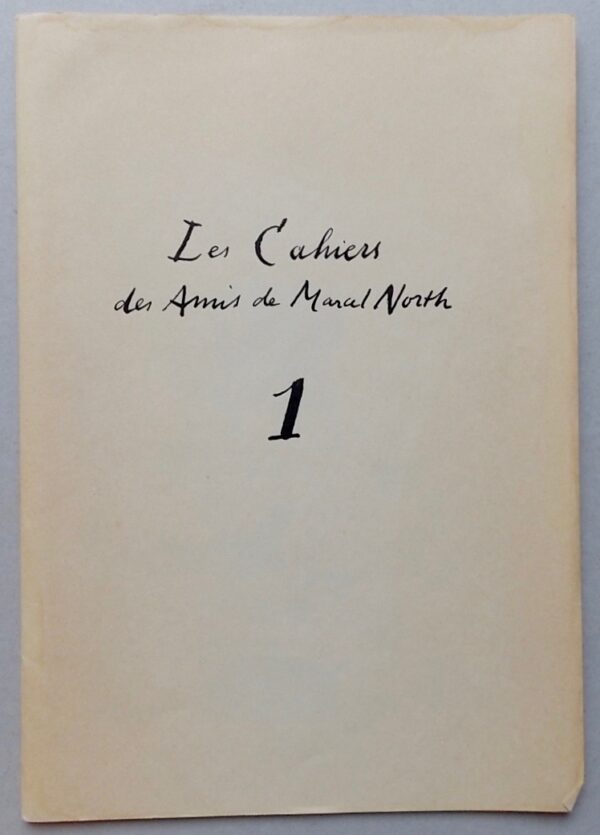 Les Cahiers
des Amis de Marcel North
1